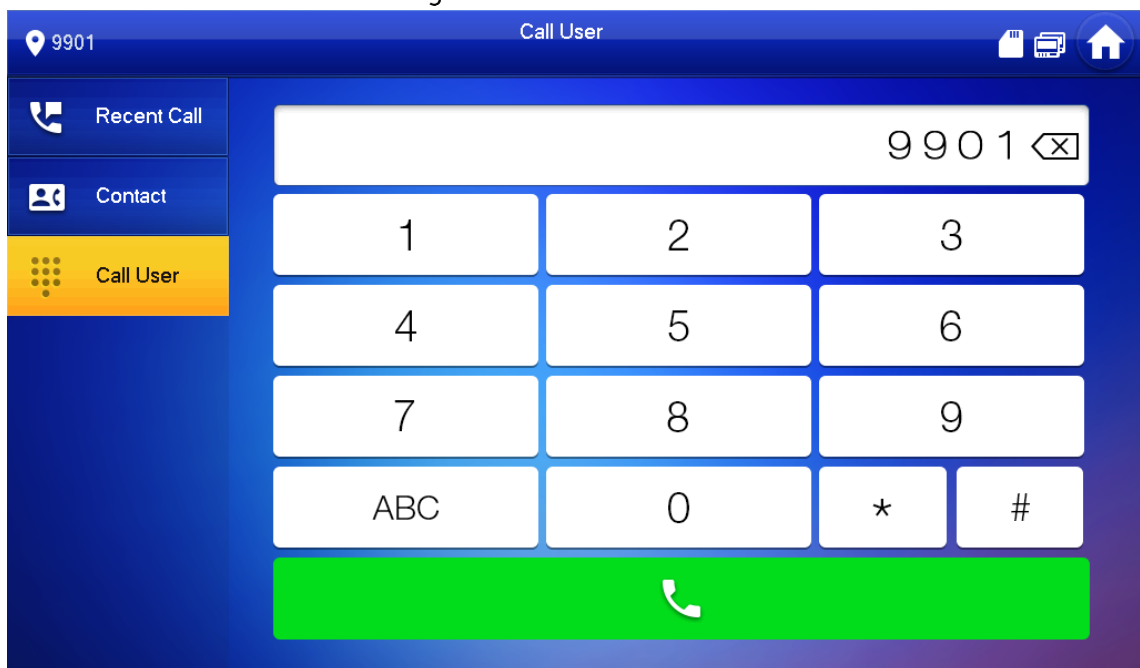 9901
Call User
Recent Call
Contact
Call User
9901
1 2 3
4 5 6
7 8 9
ABC 0 * #